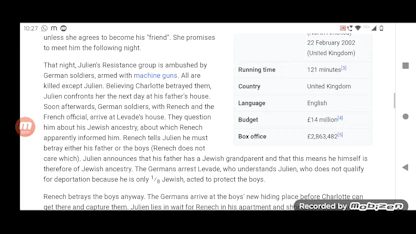 10:27
unless she agrees to become his "friend". She promises
to meet him the following night.
22 February 2002
(United Kingdom)
Running time 121 minutes[3]
Country United Kingdom
Language English
Budget £14 million[4]
Box office £2,863,482[5]
That night, Julien's Resistance group is ambushed by
German soldiers, armed with machine guns. All are
killed except Julien. Believing Charlotte betrayed them,
Julien confronts her the next day at his father's house.
Soon afterwards, German soldiers, with Renech and the
French official, arrive at Levade's house. They question
him about his Jewish ancestry, about which Renech
apparently informed him. Renech tells Julien he must
betray either his father or the boys (Renech does not
care which). Julien announces that his father has a Jewish grandparent and that this means he himself is
therefore of Jewish ancestry. The Germans arrest Levade, who understands Julien, who does not qualify
for deportation because he is only 1/8 Jewish, acted to protect the boys.
Renech betrays the boys anyway. The Germans arrive at the boys' new hiding place before Charlotte can
get there and capture them. Julien lies in wait for Renech in his apartment and sh
Recorded by Mobizen